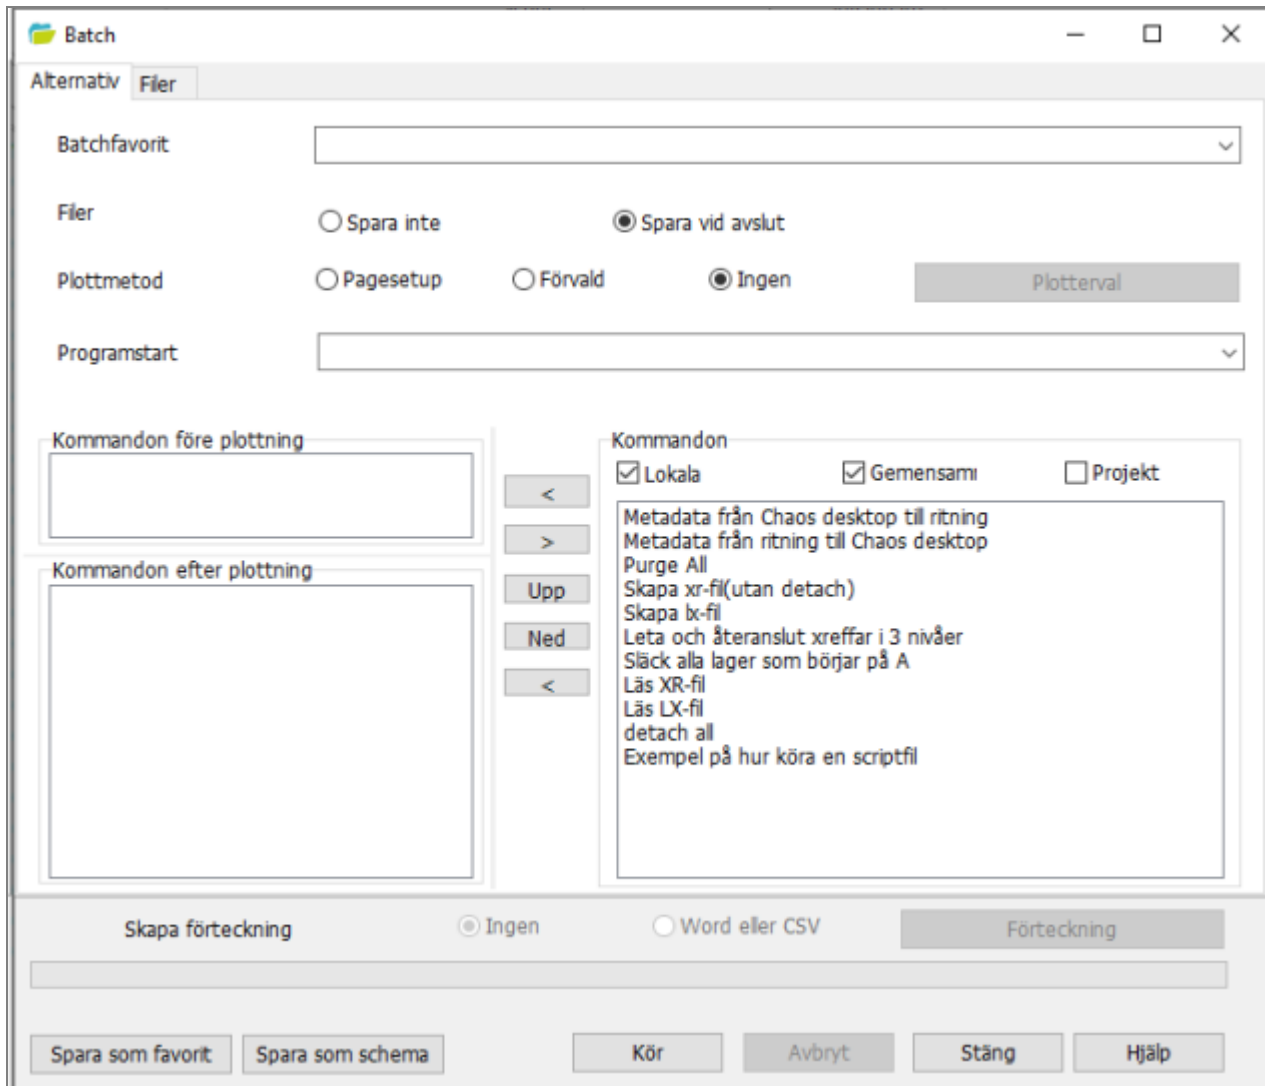 Batch
Alternativ Filer
Batchfavorit
Filer Spara inte Spara vid avslut
Plottmetod Pagesetup Förvald Ingen Plotterval
Programstart
Kommandon före plottning
Kommandon efter plottning
<
>
Upp
Ned
<
Kommandon
Lokala Gemensamı Projekt
Metadata från Chaos desktop till ritning
Metadata från ritning till Chaos desktop
Purge All
Skapa xr-fil(utan detach)
Skapa lx-fil
Leta och återanslut xreffar i 3 nivåer
Släck alla lager som börjar på A
Läs XR-fil
Läs LX-fil
detach all
Exempel på hur köra en scriptfil
Skapa förteckning Ingen Word eller CSV Förteckning
Spara som favorit Spara som schema Kör Avbryt Stäng Hjälp